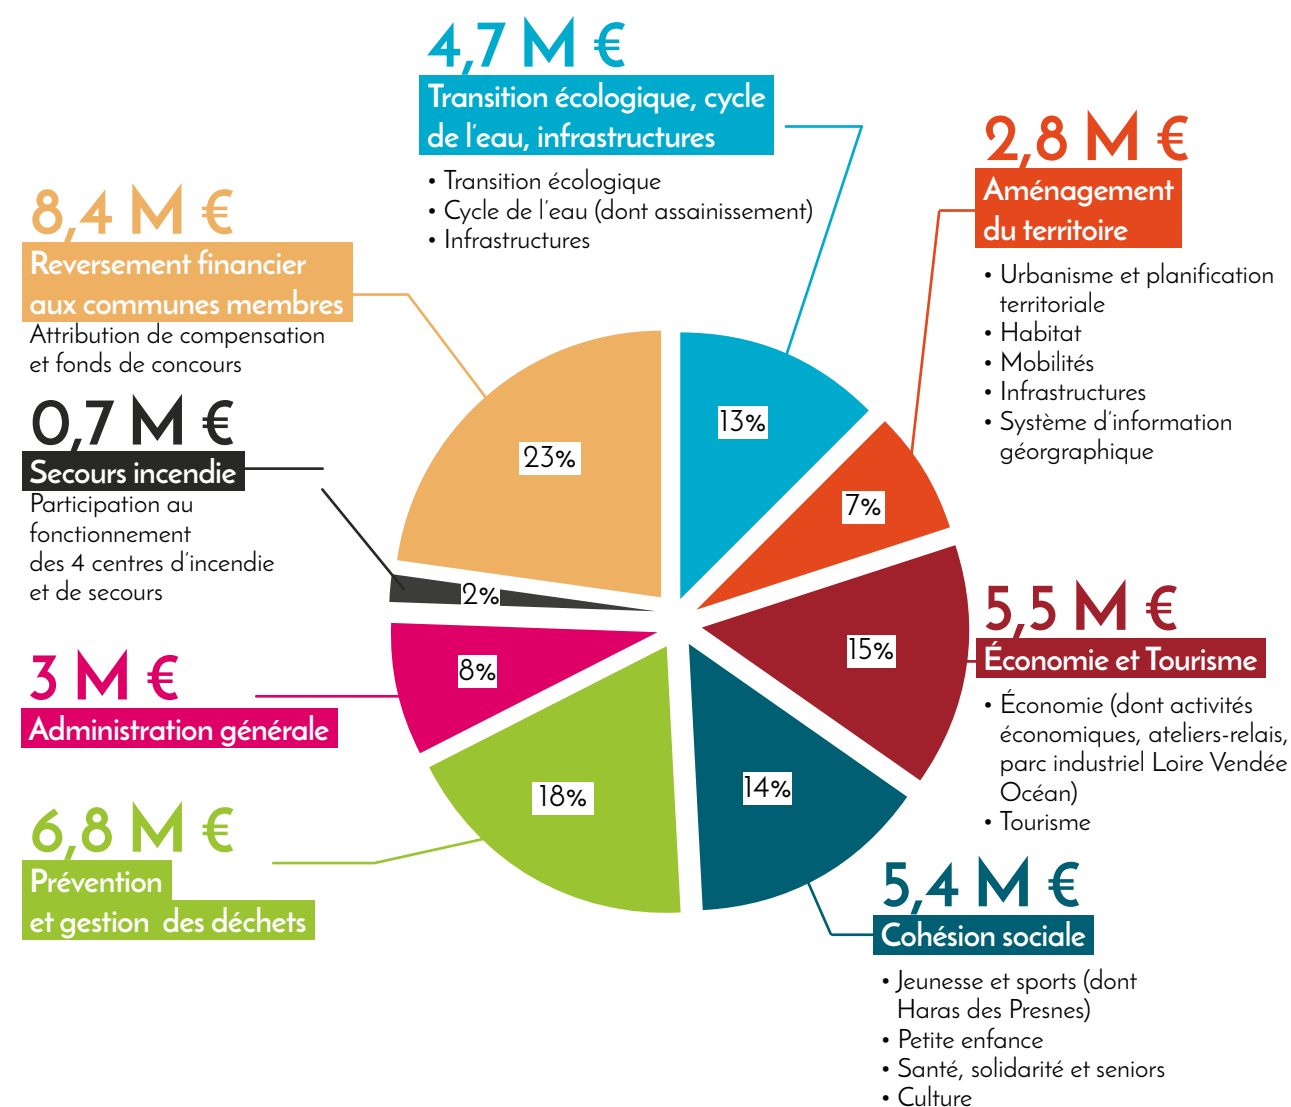 4,7 M €
Transition écologique, cycle
de l'eau, infrastructures
• Transition écologique
• Cycle de l'eau (dont assainissement)
• Infrastructures
2,8 M €
Aménagement
du territoire
• Urbanisme et planification
territoriale
• Habitat
• Mobilités
• Infrastructures
• Système d'information
géorgraphique
8,4 M €
Reversement financier
aux communes membres
Attribution de compensation
et fonds de concours
0,7 M €
Secours incendie
Participation au
fonctionnement
des 4 centres d'incendie
et de secours
3 M €
Administration générale
6,8 M €
Prévention
et gestion des déchets
13%
7%
15%
14%
18%
8%
2%
23%
5,5 M €
Économie et Tourisme
• Économie (dont activités
économiques, ateliers-relais,
parc industriel Loire Vendée
Océan)
• Tourisme
5,4 M €
Cohésion sociale
• Jeunesse et sports (dont
Haras des Presnes)
• Petite enfance
• Santé, solidarité et seniors
• Culture